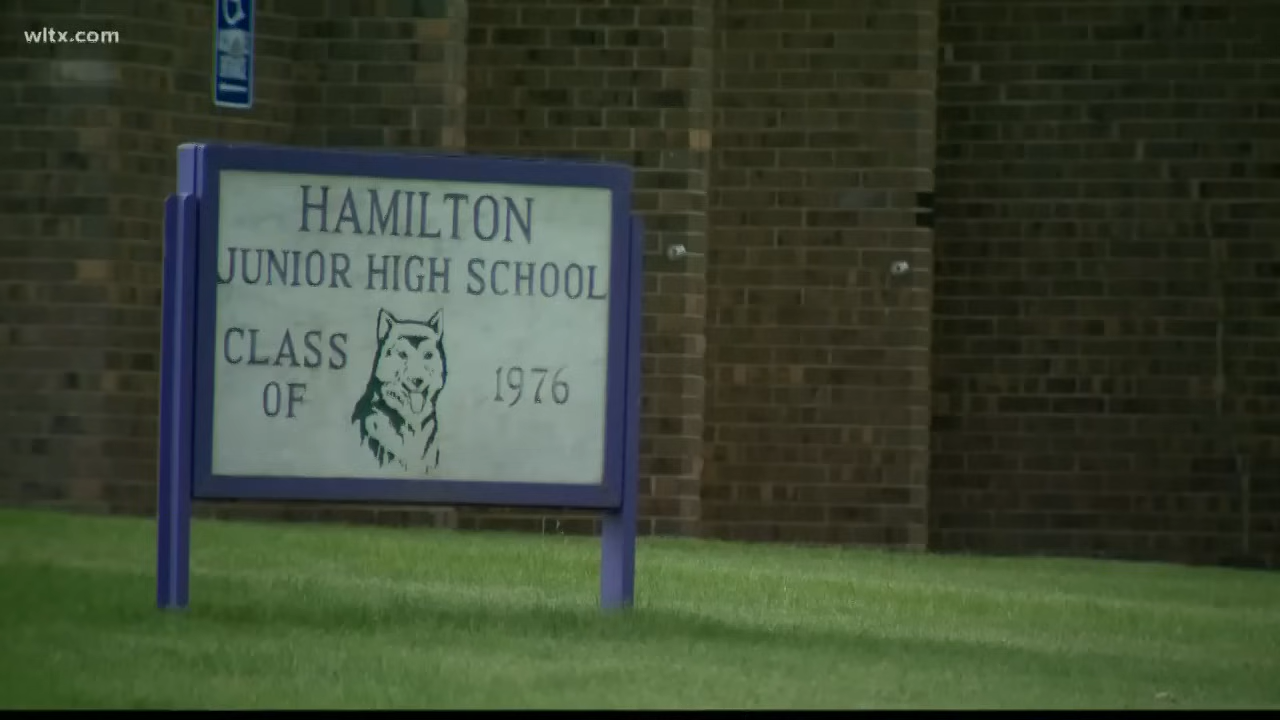 wltx.com
HAMILTON
JUNIOR HIGH SCHOOL
CLASS
OF
1976